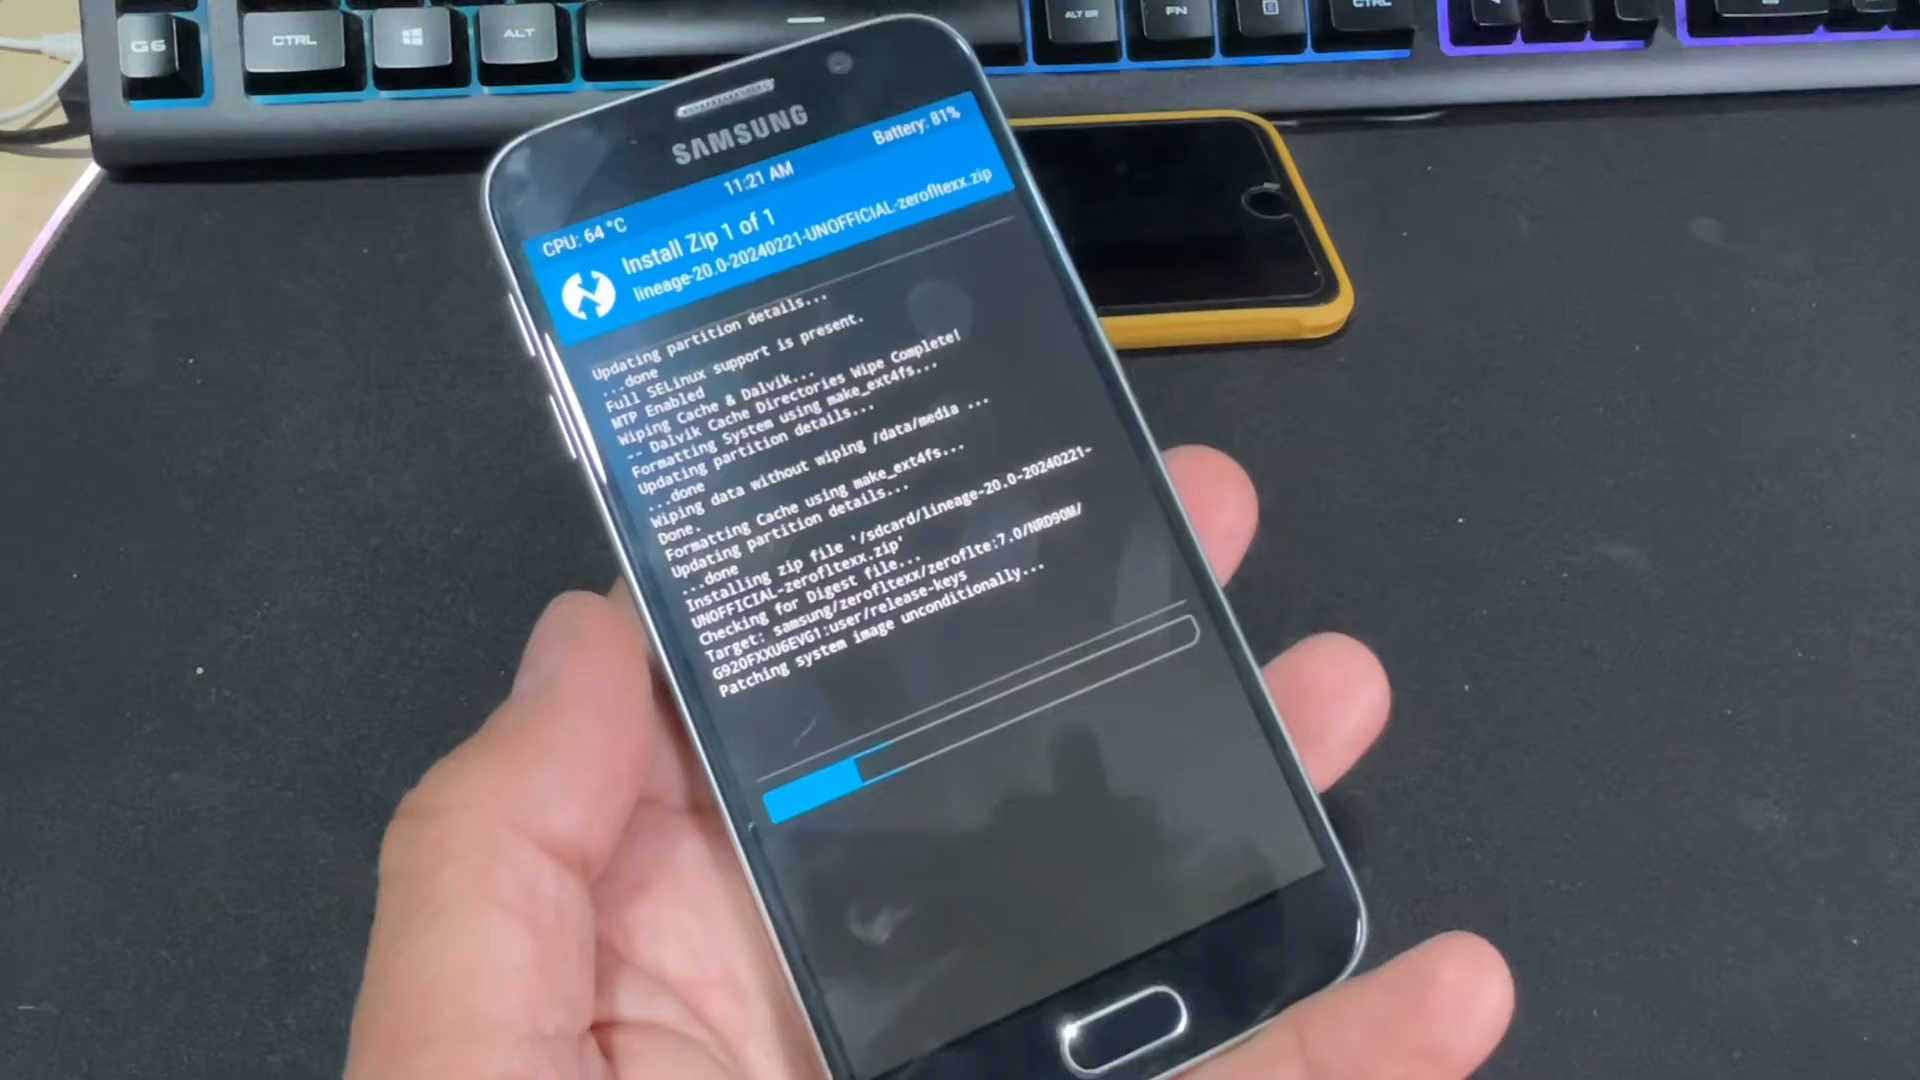 G6
CTRL
ALT
ALT GR
FN
CTRL
SAMSUNG
CPU: 64 °C
11:21 AM
Battery: 81%
Install Zip 1 of 1
lineage-20.0-20240221-UNOFFICIAL-zerofltexx.zip
Updating partition details...
...done
Full SELinux support is present.
MTP Enabled
Wiping Cache & Dalvik...
-- Dalvik Cache Directories Wipe Complete!
Formatting System using make_ext4fs...
Updating partition details...
...done
Wiping data without wiping /data/media ...
Done.
Formatting Cache using make_ext4fs...
Updating partition details...
...done
Installing zip file '/sdcard/lineage-20.0-20240221-
UNOFFICIAL-zerofltexx.zip'
Checking for Digest file...
Target: samsung/zerofltexx/zeroflte:7.0/NRD90M/
G920FXXU6EVG1:user/release-keys
Patching system image unconditionally...